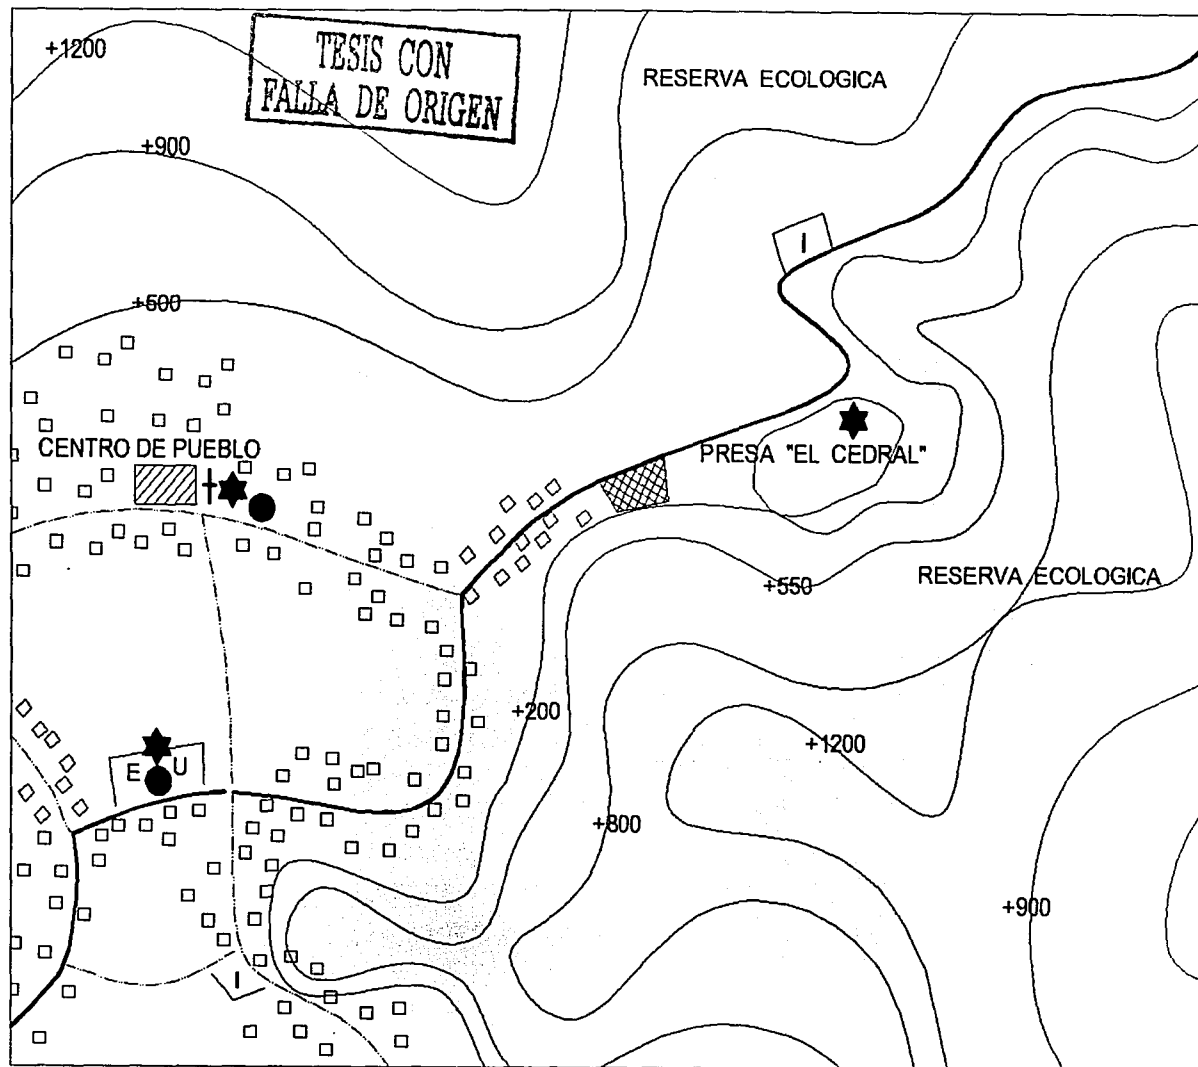 +1200
TESIS CON
FALLA DE ORIGEN
RESERVA ECOLOGICA
+900
I
+500
CENTRO DE PUEBLO
PRESA "EL CEDRAL"
+550
RESERVA ECOLOGICA
+200
+1200
E U
+800
+900
I